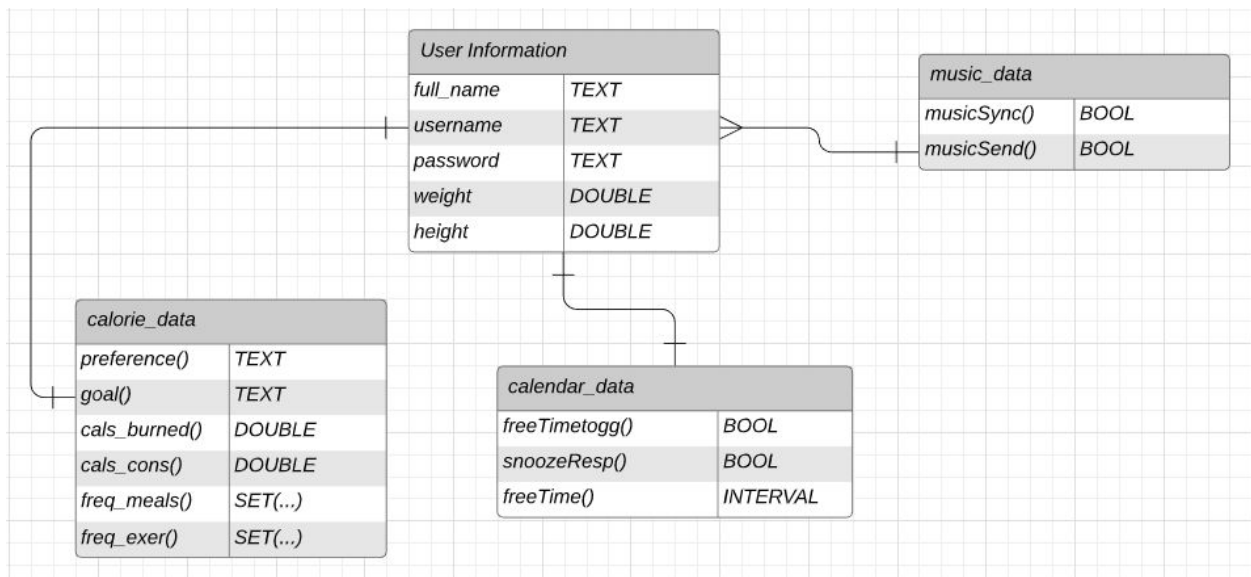 User Information
full_name TEXT
username TEXT
password TEXT
weight DOUBLE
height DOUBLE
music_data
musicSync() BOOL
musicSend() BOOL
calorie_data
preference() TEXT
goal() TEXT
cals_burned() DOUBLE
cals_cons() DOUBLE
freq_meals() SET(...)
freq_exer() SET(...)
calendar_data
freeTimetogg() BOOL
snoozeResp() BOOL
freeTime() INTERVAL